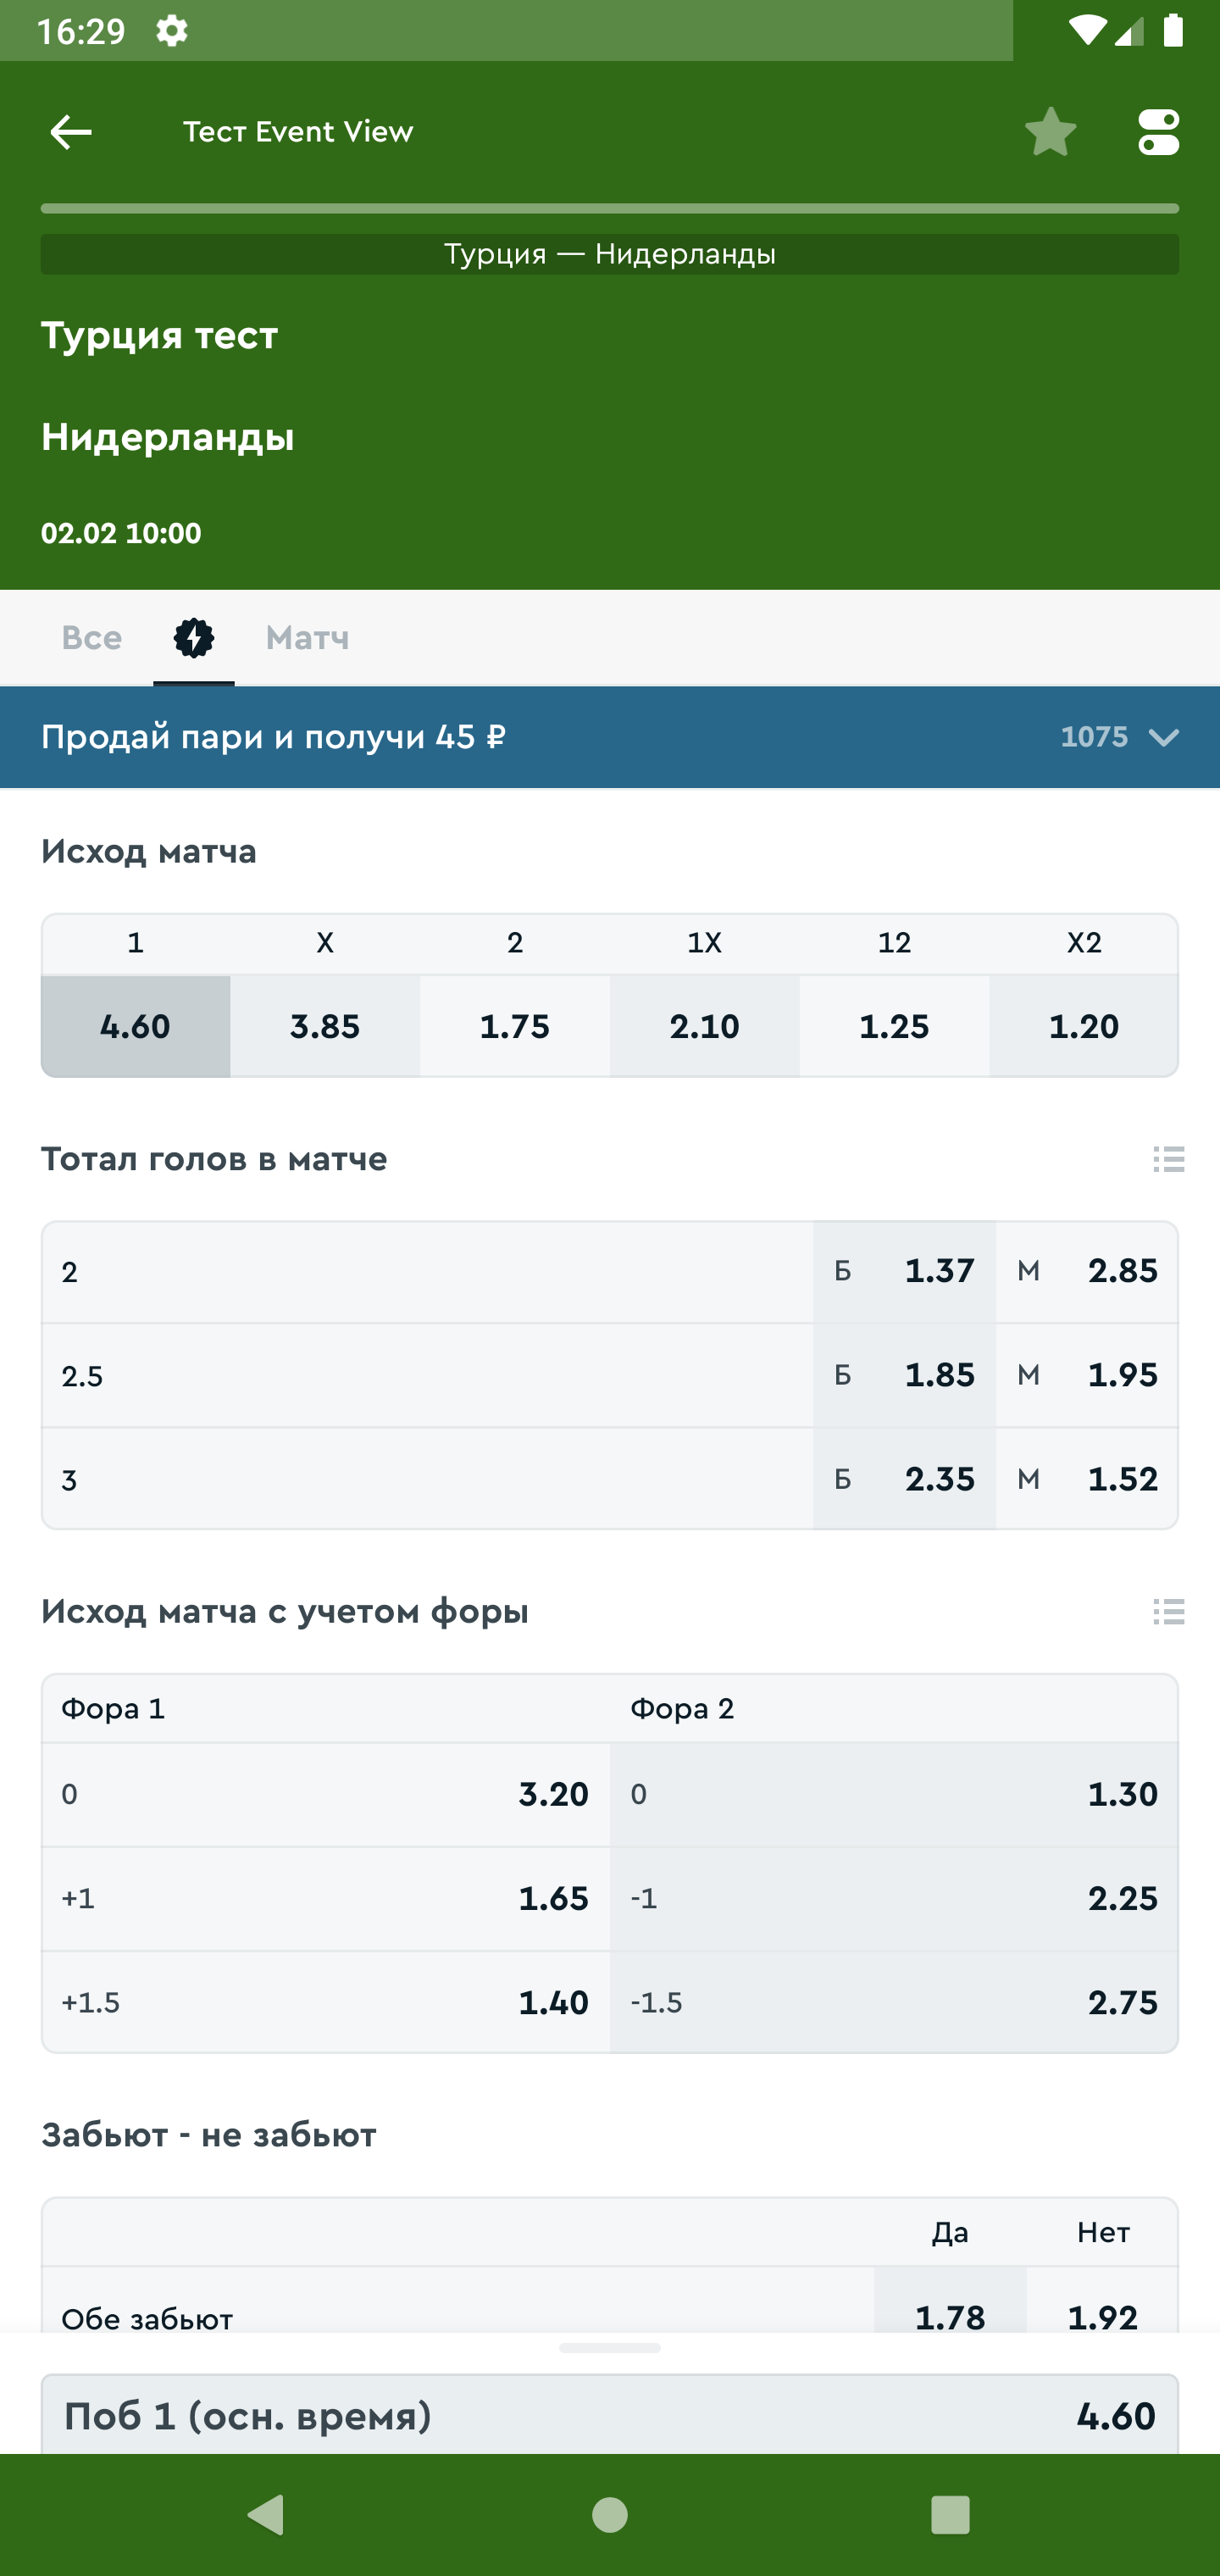 16:29
Тест Event View
Турция — Нидерланды
Турция тест
Нидерланды
02.02 10:00
Все Матч
Продай пари и получи 45 ₽ 1075
Исход матча
1 X 2 1X 12 X2
4.60 3.85 1.75 2.10 1.25 1.20
Тотал голов в матче
2 Б 1.37 М 2.85
2.5 Б 1.85 М 1.95
3 Б 2.35 М 1.52
Исход матча с учетом форы
Фора 1 Фора 2
0 3.20 0 1.30
+1 1.65 -1 2.25
+1.5 1.40 -1.5 2.75
Забьют - не забьют
Да Нет
Обе забьют 1.78 1.92
Поб 1 (осн. время) 4.60